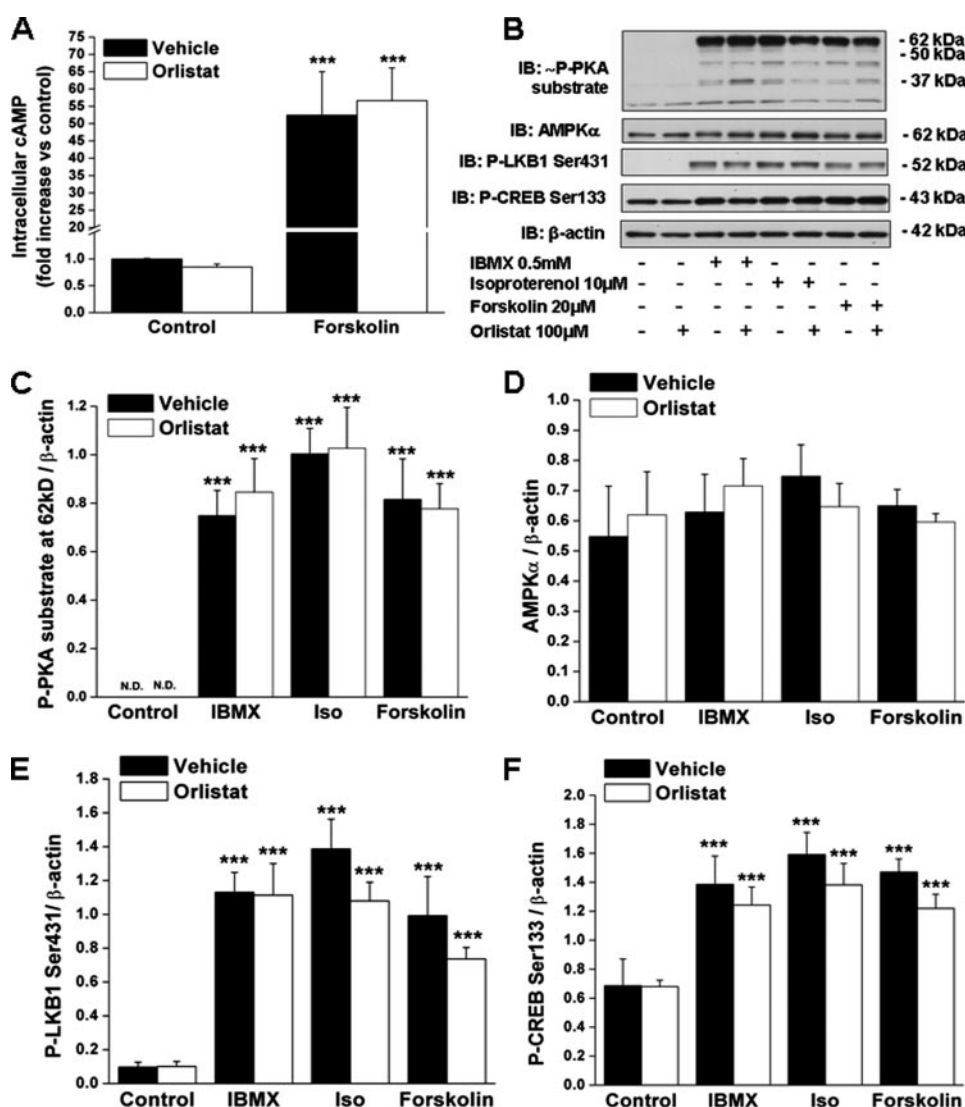 A
Vehicle
Orlistat
Intracellular cAMP
(fold increase vs control)
75
70
65
60
55
50
45
40
35
30
25
20
1.0
0.5
0.0
***
***
Control
Forskolin
B
IB: ~P-PKA
substrate
- 62 kDa
- 50 kDa
- 37 kDa
IB: AMPKα
- 62 kDa
IB: P-LKB1 Ser431
- 52 kDa
IB: P-CREB Ser133
- 43 kDa
IB: β-actin
- 42 kDa
IBMX 0.5mM - - + + - - - -
Isoproterenol 10µM - - - - + + - -
Forskolin 20µM - - - - - - + +
Orlistat 100µM - + - + - + - +
C
Vehicle
Orlistat
P-PKA substrate at 62kD / β-actin
1.2
1.0
0.8
0.6
0.4
0.2
0.0
N.D. N.D.
***
***
***
***
***
***
Control
IBMX
Iso
Forskolin
D
Vehicle
Orlistat
AMPKα / β-actin
1.0
0.9
0.8
0.7
0.6
0.5
0.4
0.3
0.2
0.1
0.0
Control
IBMX
Iso
Forskolin
E
Vehicle
Orlistat
P-LKB1 Ser431/ β-actin
1.8
1.6
1.4
1.2
1.0
0.8
0.6
0.4
0.2
0.0
***
***
***
***
***
***
Control
IBMX
Iso
Forskolin
F
Vehicle
Orlistat
P-CREB Ser133 / β-actin
2.0
1.8
1.6
1.4
1.2
1.0
0.8
0.6
0.4
0.2
0.0
***
***
***
***
***
***
Control
IBMX
Iso
Forskolin